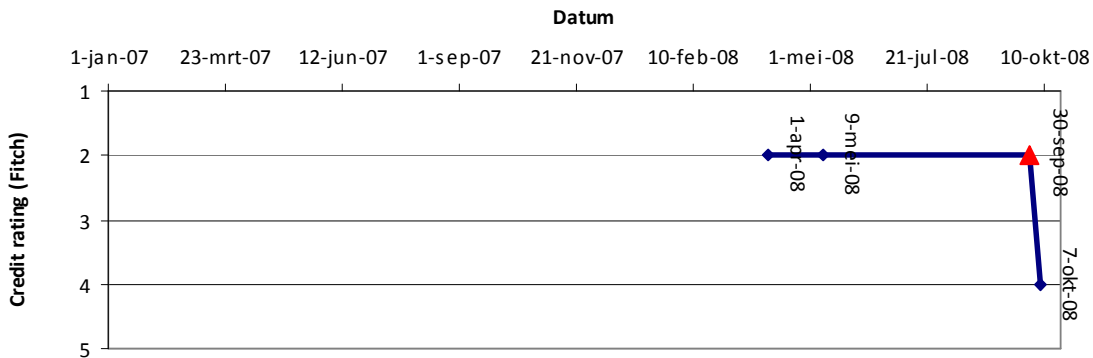 Datum
1-jan-07 23-mrt-07 12-jun-07 1-sep-07 21-nov-07 10-feb-08 1-mei-08 21-jul-08 10-okt-08
Credit rating (Fitch)
1
2
3
4
5
1-apr-08
9-mei-08
30-sep-08
7-okt-08